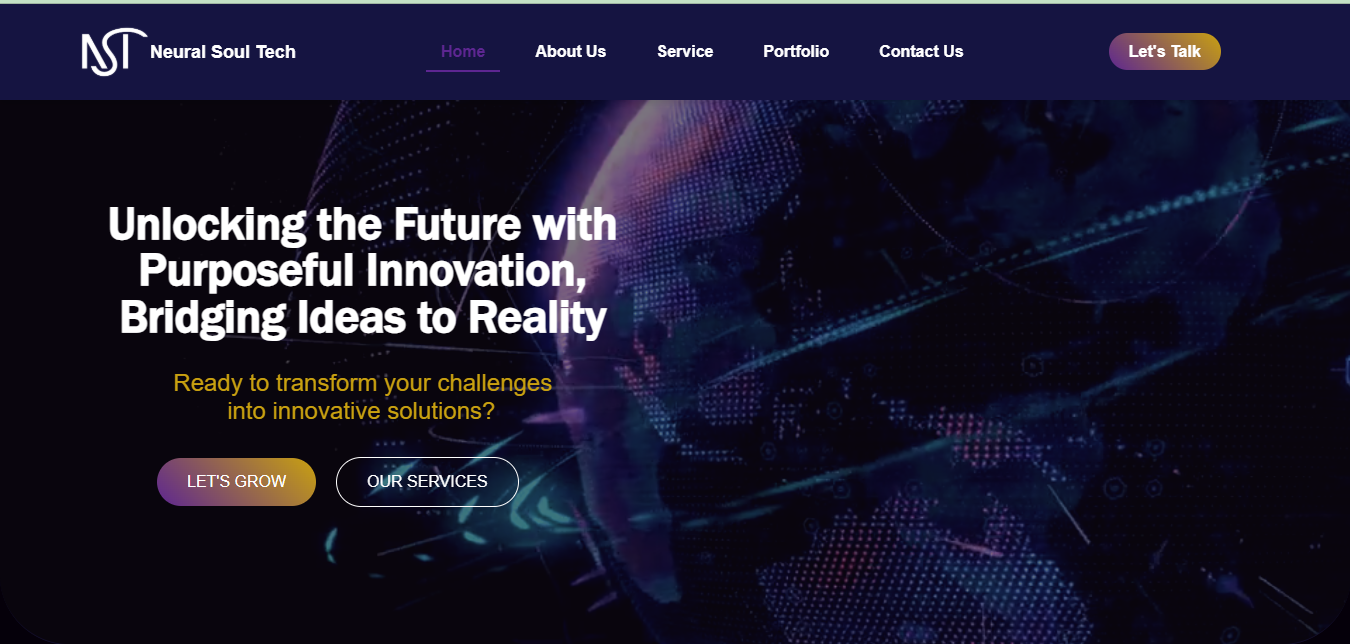 NST Neural Soul Tech
Home About Us Service Portfolio Contact Us
Let's Talk
Unlocking the Future with
Purposeful Innovation,
Bridging Ideas to Reality
Ready to transform your challenges
into innovative solutions?
LET'S GROW
OUR SERVICES